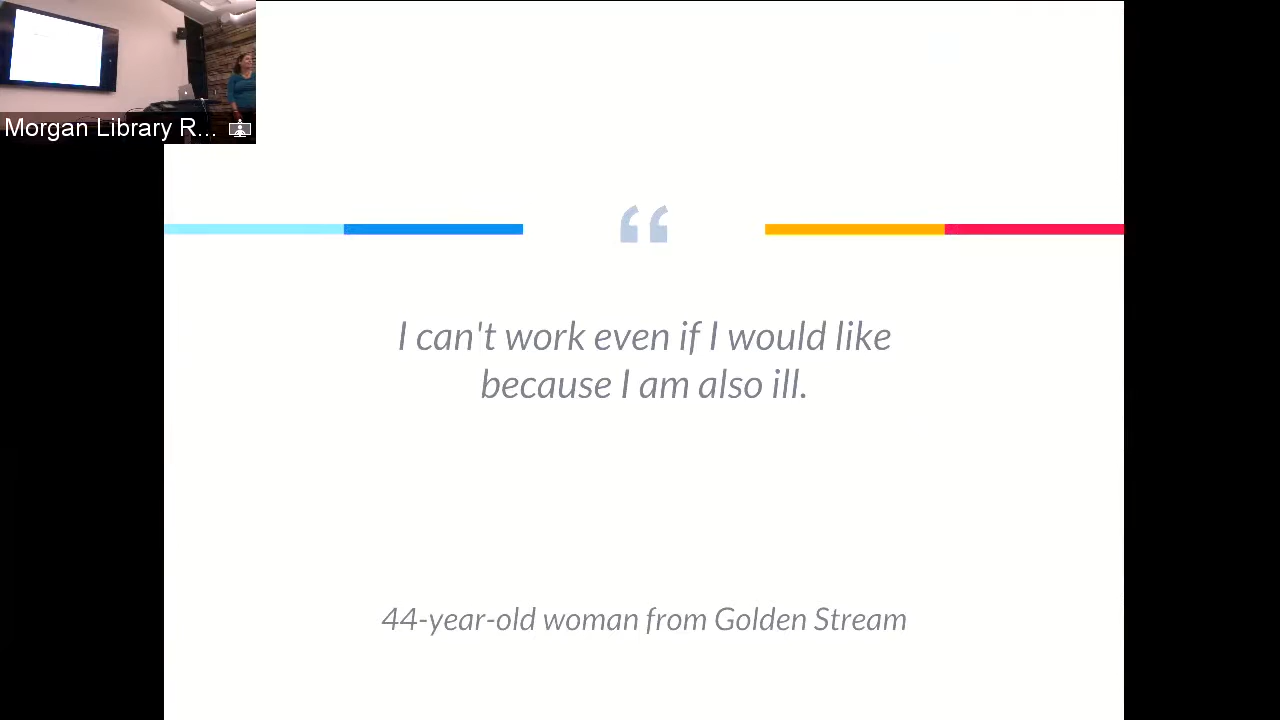 Morgan Library R...
“
I can't work even if I would like
because I am also ill.
44-year-old woman from Golden Stream